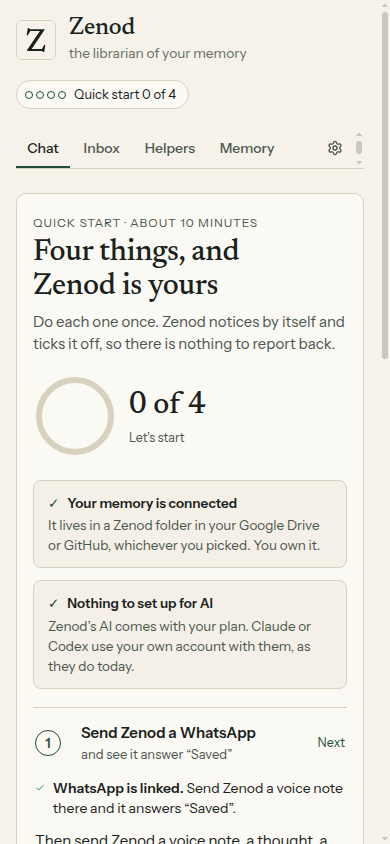 Z
Zenod
the librarian of your memory
Quick start 0 of 4
Chat
Inbox
Helpers
Memory
QUICK START · ABOUT 10 MINUTES
Four things, and
Zenod is yours
Do each one once. Zenod notices by itself and
ticks it off, so there is nothing to report back.
0 of 4
Let’s start
✓ Your memory is connected
It lives in a Zenod folder in your Google Drive
or GitHub, whichever you picked. You own it.
✓ Nothing to set up for AI
Zenod’s AI comes with your plan. Claude or
Codex use your own account with them, as
they do today.
1
Send Zenod a WhatsApp
and see it answer “Saved”
Next
✓ WhatsApp is linked. Send Zenod a voice note
there and it answers “Saved”.
Then send Zenod a voice note, a thought, a